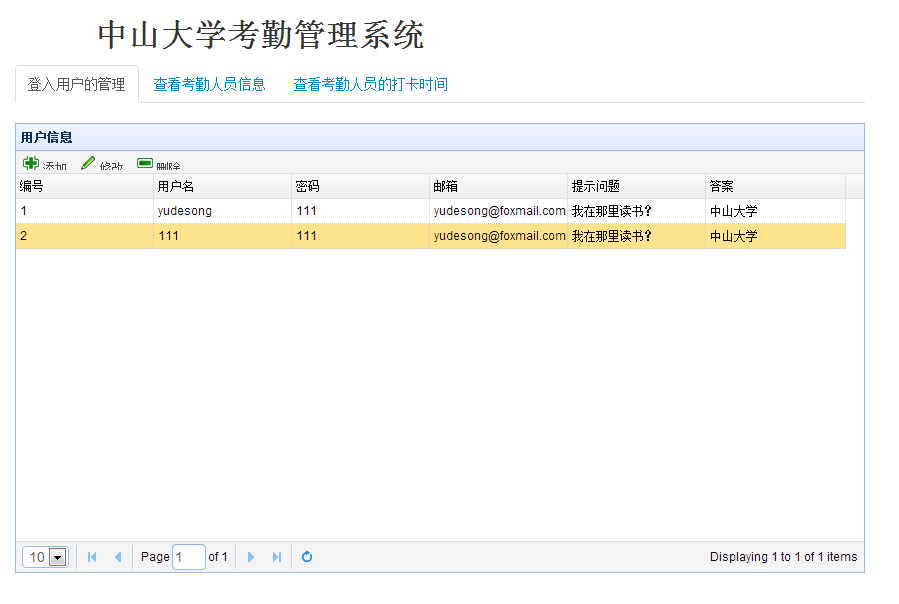 中山大学考勤管理系统
登入用户的管理 查看考勤人员信息 查看考勤人员的打卡时间
用户信息
添加 修改 删除
编号 用户名 密码 邮箱 提示问题 答案
1 yudesong 111 yudesong@foxmail.com 我在那里读书? 中山大学
2 111 111 yudesong@foxmail.com 我在那里读书? 中山大学
10 Page 1 of 1 Displaying 1 to 1 of 1 items